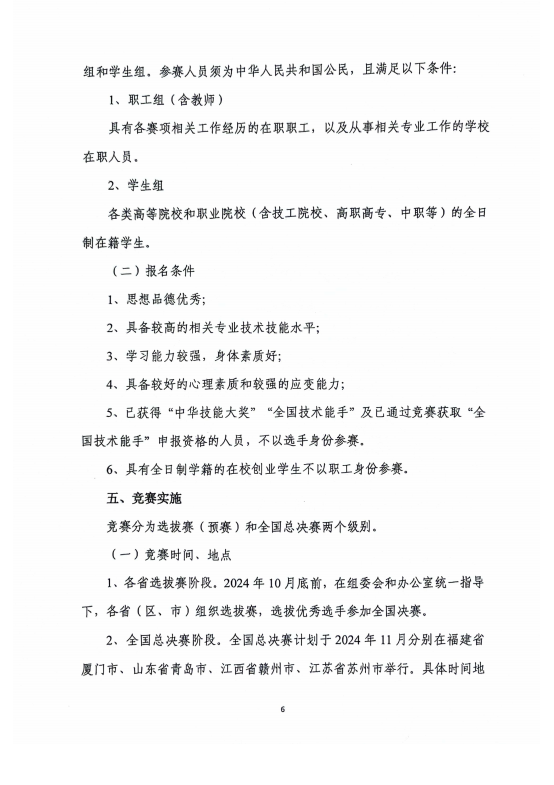 组和学生组。参赛人员须为中华人民共和国公民，且满足以下条件：
1、职工组（含教师）
具有各赛项相关工作经历的在职职工，以及从事相关专业工作的学校
在职人员。
2、学生组
各类高等院校和职业院校（含技工院校、高职高专、中职等）的全日
制在籍学生。
（二）报名条件
1、思想品德优秀；
2、具备较高的相关专业技术技能水平；
3、学习能力较强，身体素质好；
4、具备较好的心理素质和较强的应变能力；
5、已获得“中华技能大奖”“全国技术能手”及已通过竞赛获取“全
国技术能手”申报资格的人员，不以选手身份参赛。
6、具有全日制学籍的在校创业学生不以职工身份参赛。
五、竞赛实施
竞赛分为选拔赛（预赛）和全国总决赛两个级别。
（一）竞赛时间、地点
1、各省选拔赛阶段。2024年10月底前，在组委会和办公室统一指导
下，各省（区、市）组织选拔赛，选拔优秀选手参加全国决赛。
2、全国总决赛阶段。全国总决赛计划于2024年11月分别在福建省
厦门市、山东省青岛市、江西省赣州市、江苏省苏州市举行。具体时间地
6